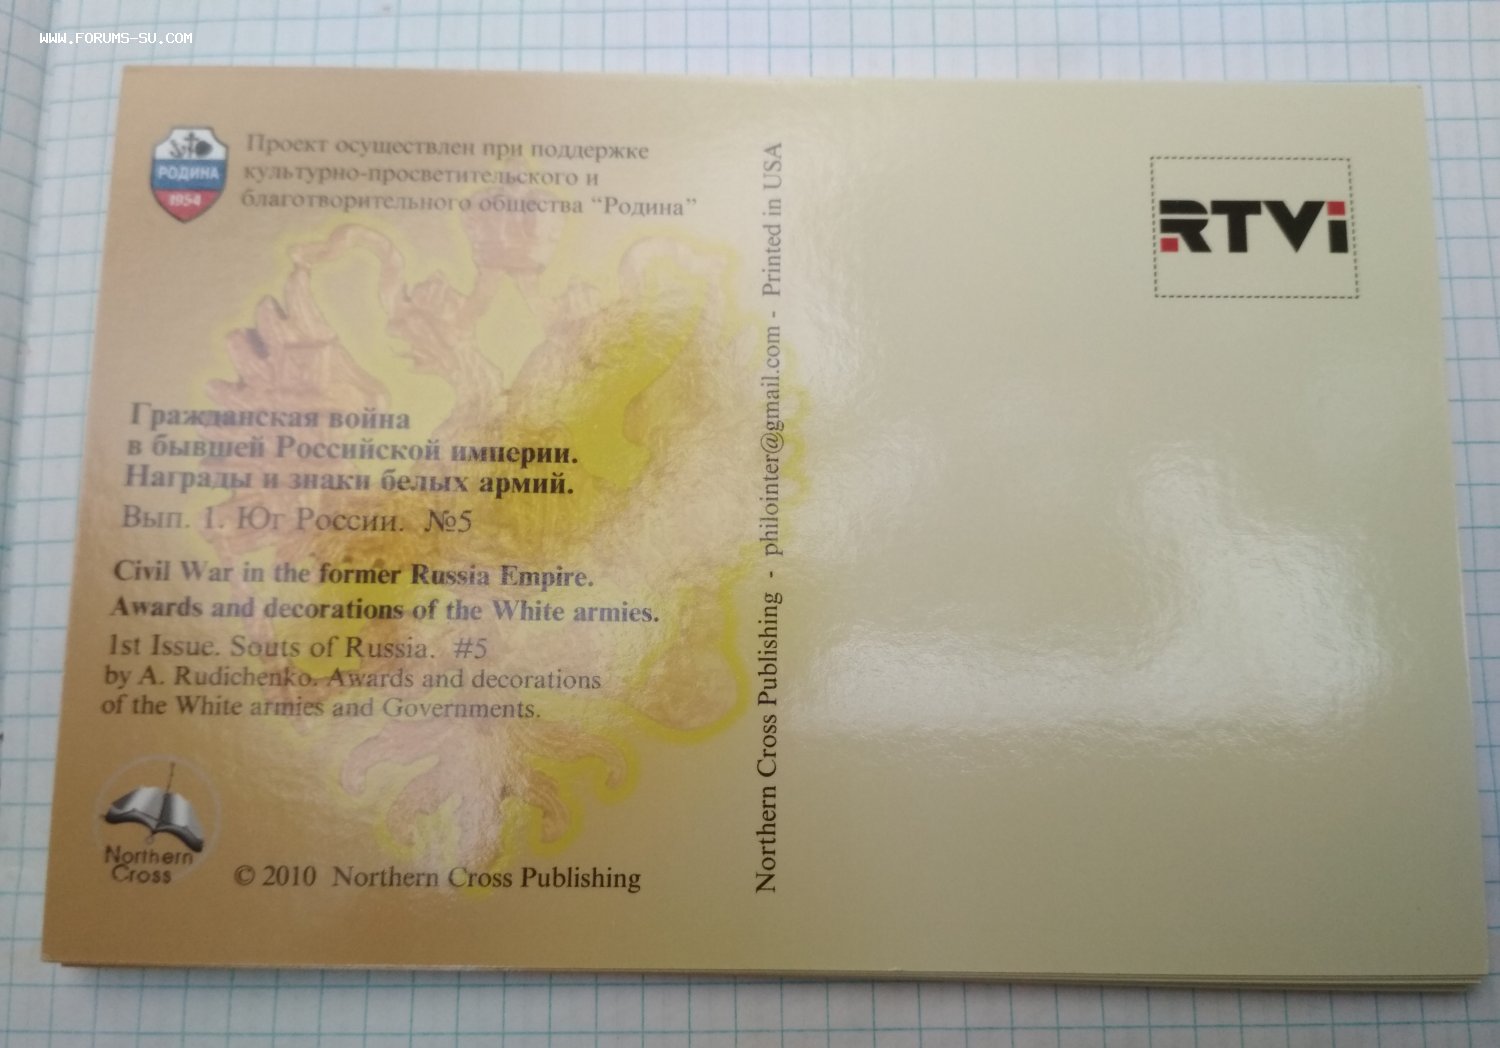 WWW.FORUMS-SU.COM
РОДИНА
1954
Проект осуществлен при поддержке
культурно-просветительского и
благотворительного общества “Родина”
Гражданская война
в бывшей Российской империи.
Награды и знаки белых армий.
Вып. 1. Юг России. №5
Civil War in the former Russia Empire.
Awards and decorations of the White armies.
1st Issue. Souts of Russia. #5
by A. Rudichenko. Awards and decorations
of the White armies and Governments.
Northern
Cross
© 2010 Northern Cross Publishing
Northern Cross Publishing - philointer@gmail.com - Printed in USA
RTVi